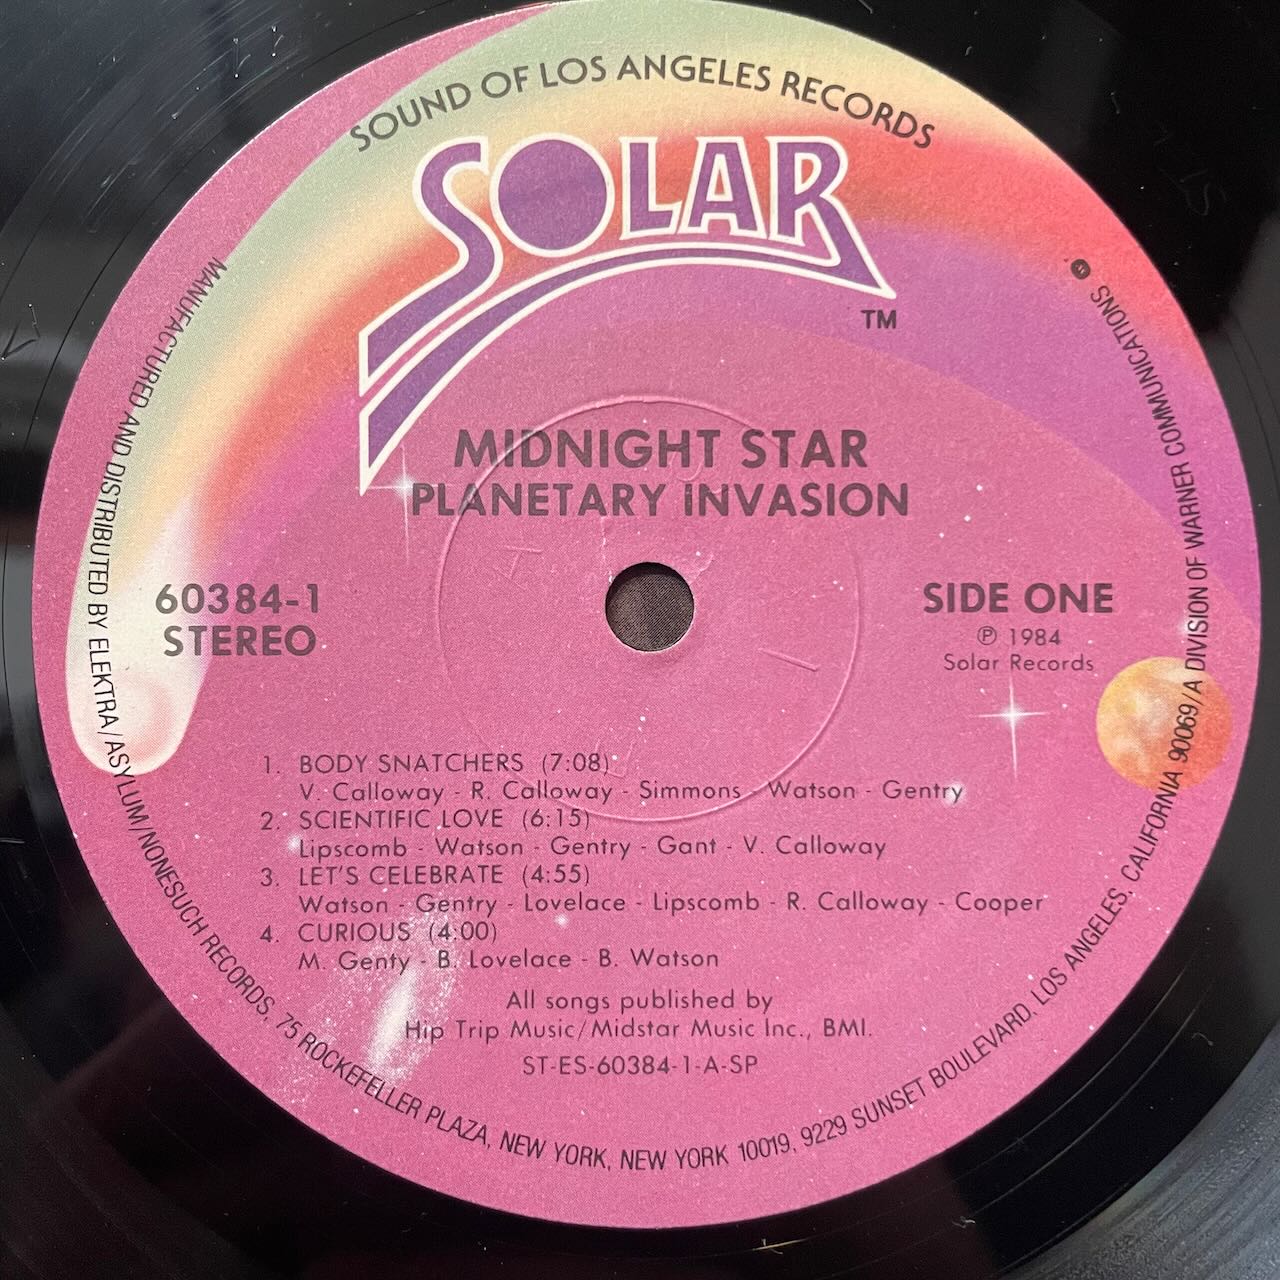 SOUND OF LOS ANGELES RECORDS
SOLAR
TM
MIDNIGHT STAR
PLANETARY INVASION
60384-1
STEREO
SIDE ONE
℗ 1984
Solar Records
1. BODY SNATCHERS (7:08)
V. Calloway - R. Calloway - Simmons - Watson - Gentry
2. SCIENTIFIC LOVE (6:15)
Lipscomb - Watson - Gentry - Gant - V. Calloway
3. LET'S CELEBRATE (4:55)
Watson - Gentry - Lovelace - Lipscomb - R. Calloway - Cooper
4. CURIOUS (4:00)
M. Genty - B. Lovelace - B. Watson
All songs published by
Hip Trip Music/Midstar Music Inc., BMI.
ST-ES-60384-1-A-SP
MANUFACTURED AND DISTRIBUTED BY ELEKTRA/ASYLUM/NONESUCH RECORDS, 75 ROCKEFELLER PLAZA, NEW YORK, NEW YORK 10019, 9229 SUNSET BOULEVARD, LOS ANGELES, CALIFORNIA 90069/A DIVISION OF WARNER COMMUNICATIONS